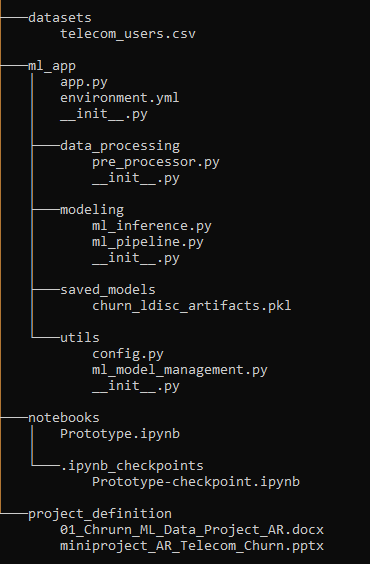 datasets
telecom_users.csv
ml_app
app.py
environment.yml
__init__.py
data_processing
pre_processor.py
__init__.py
modeling
ml_inference.py
ml_pipeline.py
__init__.py
saved_models
churn_ldisc_artifacts.pkl
utils
config.py
ml_model_management.py
__init__.py
notebooks
Prototype.ipynb
.ipynb_checkpoints
Prototype-checkpoint.ipynb
project_definition
01_Chrurn_ML_Data_Project_AR.docx
miniproject_AR_Telecom_Churn.pptx